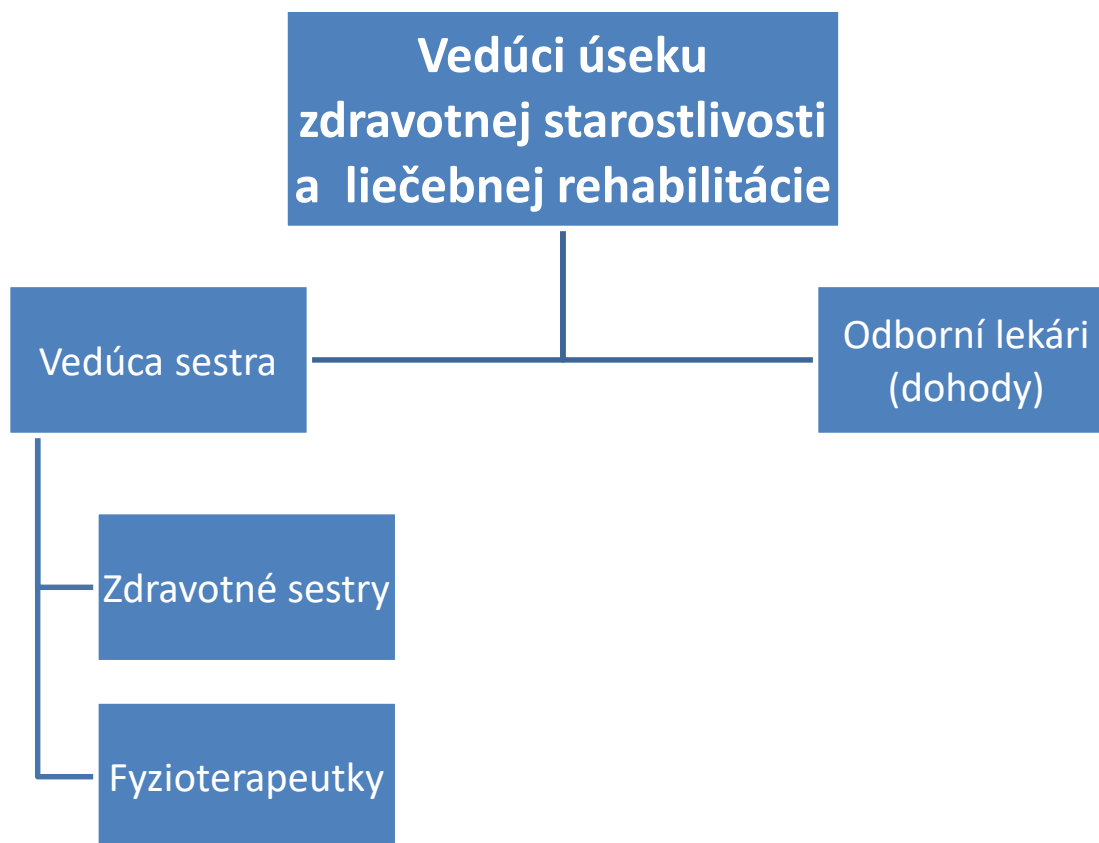 Vedúci úseku
zdravotnej starostlivosti
a liečebnej rehabilitácie
Vedúca sestra
Odborní lekári
(dohody)
Zdravotné sestry
Fyzioterapeutky